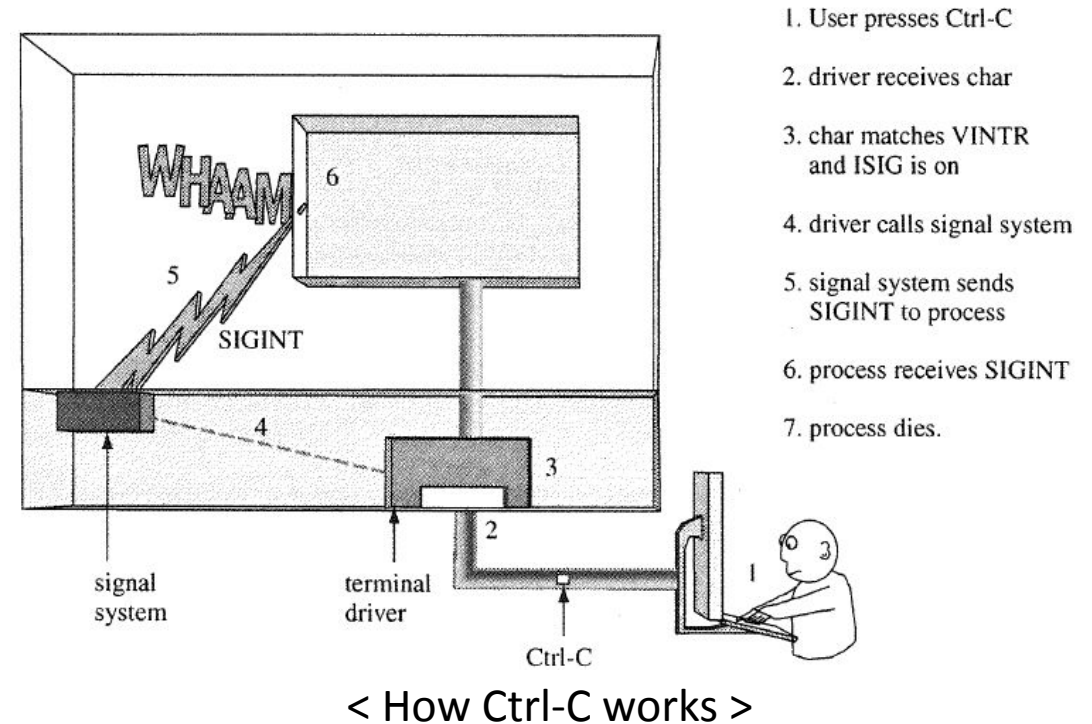 1. User presses Ctrl-C
2. driver receives char
3. char matches VINTR
and ISIG is on
4. driver calls signal system
5. signal system sends
SIGINT to process
6. process receives SIGINT
7. process dies.
WHAAM
6
5
SIGINT
4
3
2
1
signal
system
terminal
driver
Ctrl-C
< How Ctrl-C works >